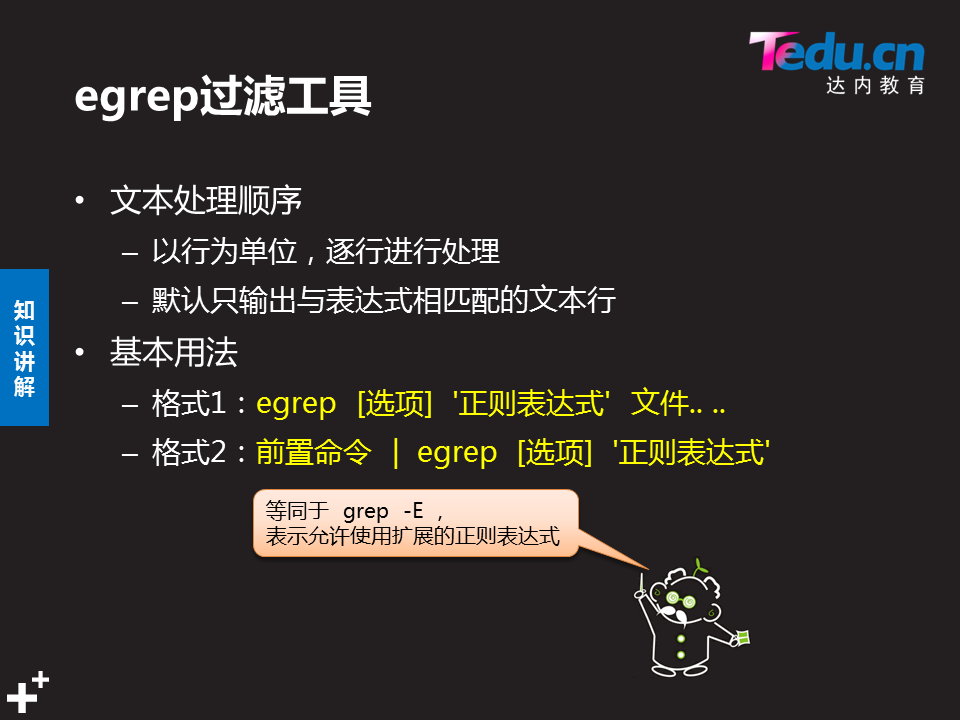 Tedu.cn
达内教育
egrep过滤工具
• 文本处理顺序
– 以行为单位，逐行进行处理
– 默认只输出与表达式相匹配的文本行
• 基本用法
– 格式1：egrep [选项] '正则表达式' 文件.. ..
– 格式2：前置命令 | egrep [选项] '正则表达式'
知识讲解
等同于 grep -E ，
表示允许使用扩展的正则表达式